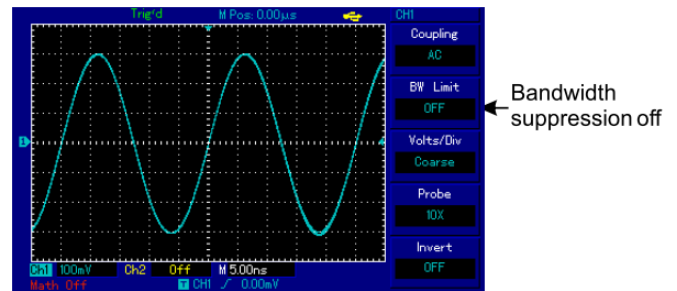 Trig'd M Pos: 0.00µs CH1
Coupling
AC
BW Limit
OFF
Bandwidth
suppression off
1
Volts/Div
Coarse
Probe
10X
Invert
OFF
Ch1 100mV Ch2 Off M 5.00ns
Math Off T CH1 0.00mV